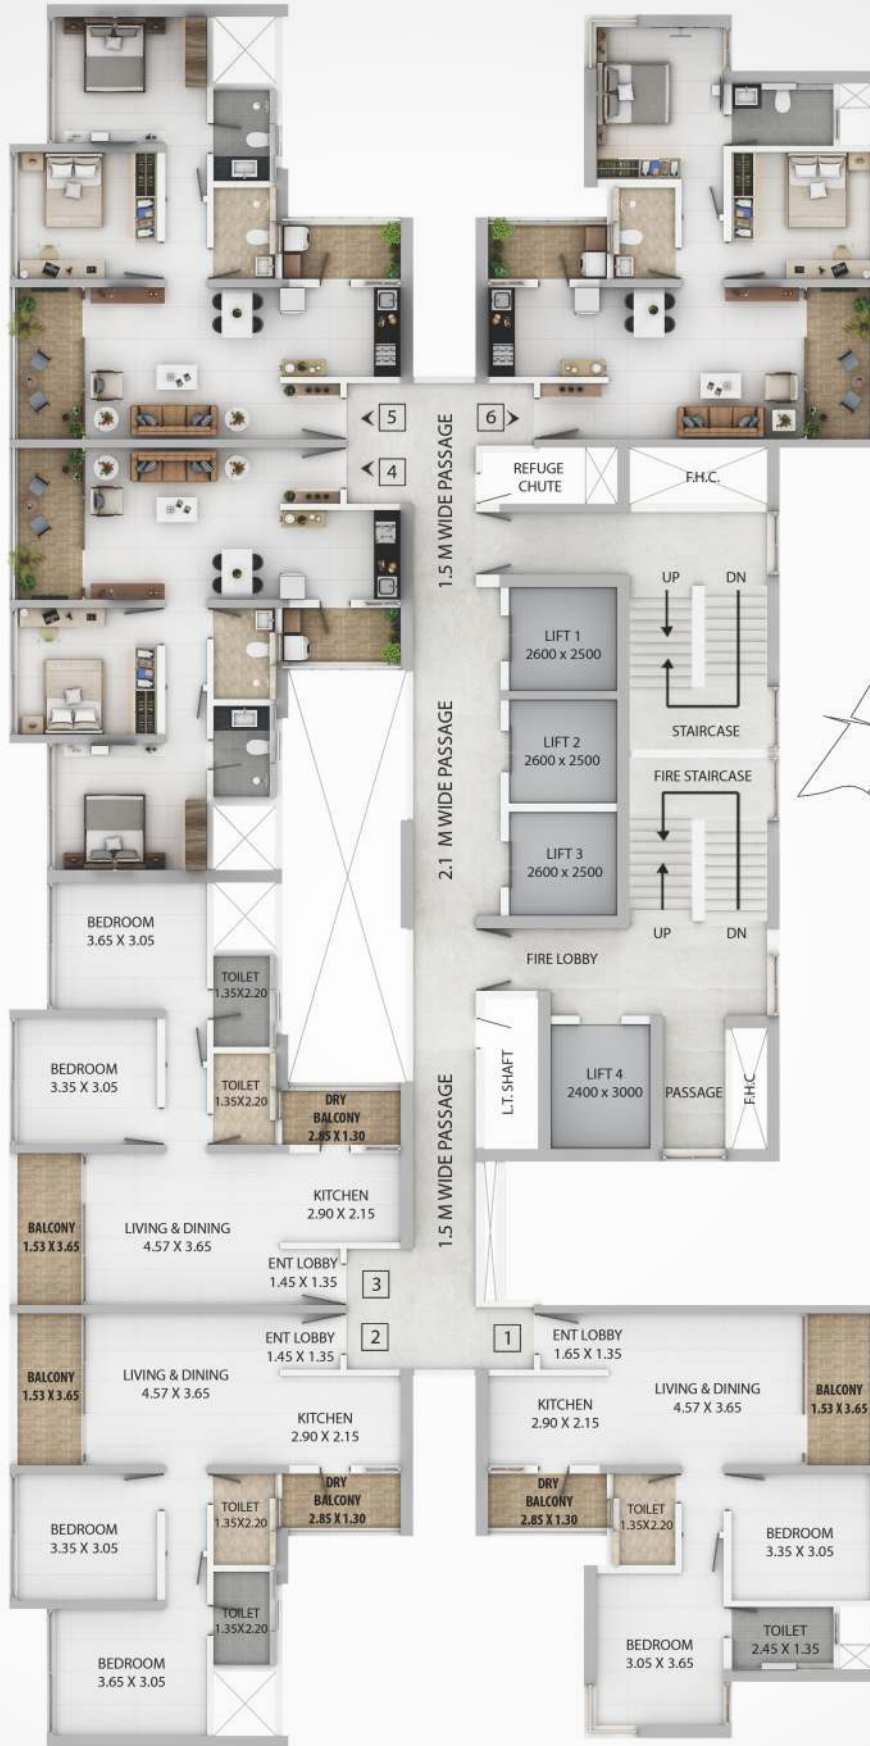 5
6
4
1.5 M WIDE PASSAGE
REFUGE
CHUTE
F.H.C.
UP
DN
LIFT 1
2600 x 2500
STAIRCASE
2.1 M WIDE PASSAGE
LIFT 2
2600 x 2500
FIRE STAIRCASE
LIFT 3
2600 x 2500
UP
DN
FIRE LOBBY
BEDROOM
3.65 X 3.05
TOILET
1.35X2.20
BEDROOM
3.35 X 3.05
TOILET
1.35X2.20
DRY
BALCONY
2.85 X 1.30
L.T. SHAFT
LIFT 4
2400 x 3000
PASSAGE
F.H.C
1.5 M WIDE PASSAGE
KITCHEN
2.90 X 2.15
BALCONY
1.53 X 3.65
LIVING & DINING
4.57 X 3.65
ENT LOBBY
1.45 X 1.35
3
2
1
ENT LOBBY
1.45 X 1.35
BALCONY
1.53 X 3.65
LIVING & DINING
4.57 X 3.65
KITCHEN
2.90 X 2.15
DRY
BALCONY
2.85 X 1.30
TOILET
1.35X2.20
BEDROOM
3.35 X 3.05
TOILET
1.35X2.20
BEDROOM
3.65 X 3.05
ENT LOBBY
1.65 X 1.35
LIVING & DINING
4.57 X 3.65
BALCONY
1.53 X 3.65
KITCHEN
2.90 X 2.15
DRY
BALCONY
2.85 X 1.30
TOILET
1.35X2.20
BEDROOM
3.35 X 3.05
BEDROOM
3.05 X 3.65
TOILET
2.45 X 1.35